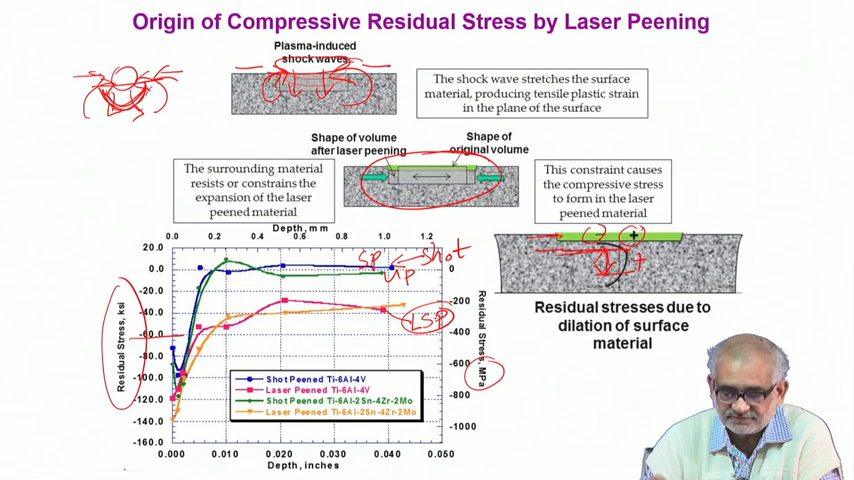 Origin of Compressive Residual Stress by Laser Peening
Plasma-induced
shock waves
The shock wave stretches the surface
material, producing tensile plastic strain
in the plane of the surface
Shape of volume
after laser peening
Shape of
original volume
The surrounding material
resists or constrains the
expansion of the laser
peened material
This constraint causes
the compressive stress
to form in the laser
peened material
Depth, mm
0.0 0.2 0.4 0.6 0.8 1.0 1.2
20.0
0.0
-20.0
-40.0
-60.0
-80.0
-100.0
-120.0
-140.0
-160.0
Residual Stress, ksi
0
-200
-400
-600
-800
-1000
Residual Stress, MPa
SP
Shot
UP
LSP
Shot Peened Ti-6Al-4V
Laser Peened Ti-6Al-4V
Shot Peened Ti-6Al-2Sn-4Zr-2Mo
Laser Peened Ti-6Al-2Sn-4Zr-2Mo
0.000 0.010 0.020 0.030 0.040 0.050
Depth, inches
- +
+
Residual stresses due to
dilation of surface
material